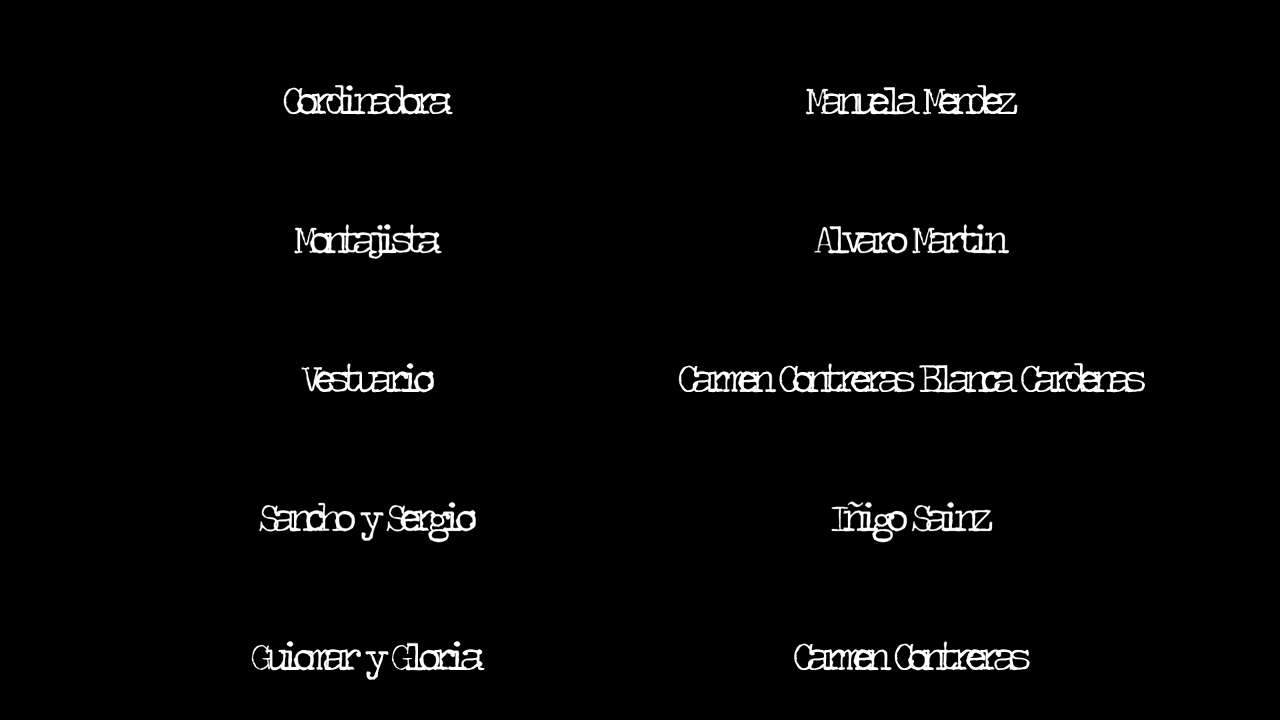 Cordinadora: Manuela Mendez
Montajista: Alvaro Martin
Vestuario: Carmen Contreras Blanca Cardenas
Sancho y Sergio: Iñigo Sainz
Guiomar y Gloria: Carmen Contreras